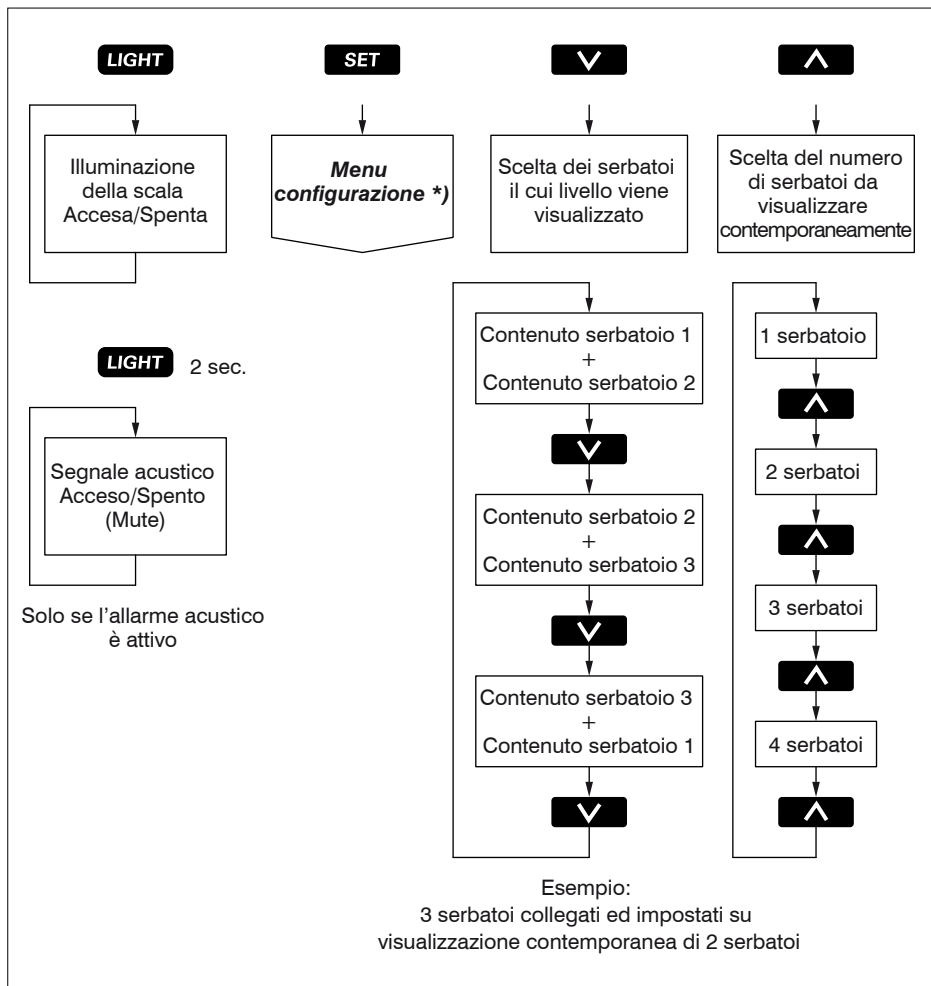 LIGHT
Illuminazione
della scala
Accesa/Spenta
LIGHT 2 sec.
Segnale acustico
Acceso/Spento
(Mute)
Solo se l'allarme acustico
è attivo
SET
Menu
configurazione *)
Scelta dei serbatoi
il cui livello viene
visualizzato
Contenuto serbatoio 1
+
Contenuto serbatoio 2
Contenuto serbatoio 2
+
Contenuto serbatoio 3
Contenuto serbatoio 3
+
Contenuto serbatoio 1
Scelta del numero
di serbatoi da
visualizzare
contemporaneamente
1 serbatoio
2 serbatoi
3 serbatoi
4 serbatoi
Esempio:
3 serbatoi collegati ed impostati su
visualizzazione contemporanea di 2 serbatoi